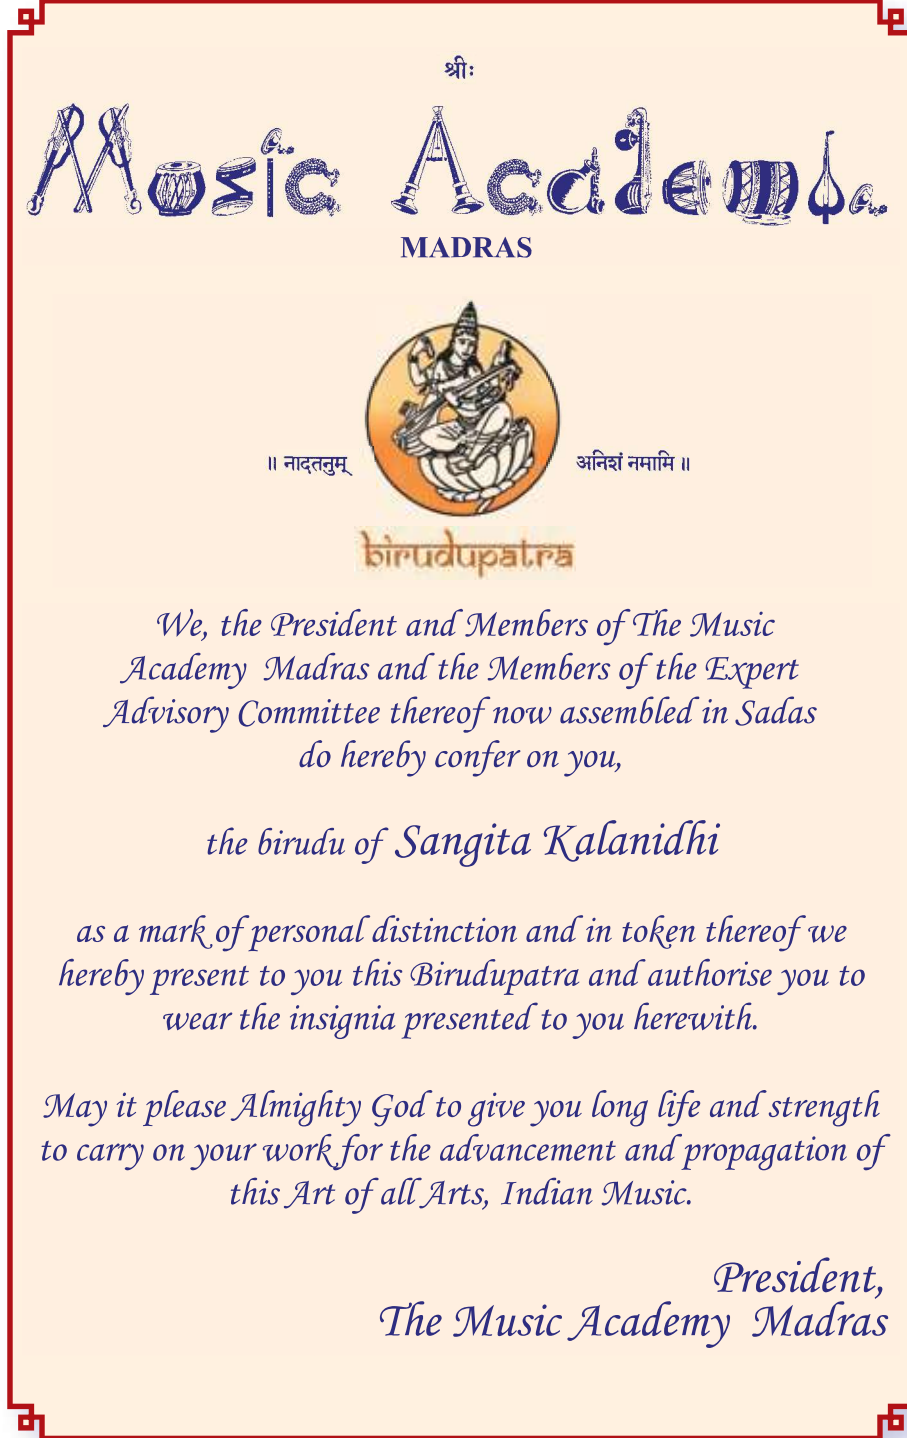 श्रीः
Music Academy
MADRAS
॥ नादतनुम् अनिशं नमामि ॥
birudupatra
We, the President and Members of The Music
Academy Madras and the Members of the Expert
Advisory Committee thereof now assembled in Sadas
do hereby confer on you,
the birudu of Sangita Kalanidhi
as a mark of personal distinction and in token thereof we
hereby present to you this Birudupatra and authorise you to
wear the insignia presented to you herewith.
May it please Almighty God to give you long life and strength
to carry on your work for the advancement and propagation of
this Art of all Arts, Indian Music.
President,
The Music Academy Madras